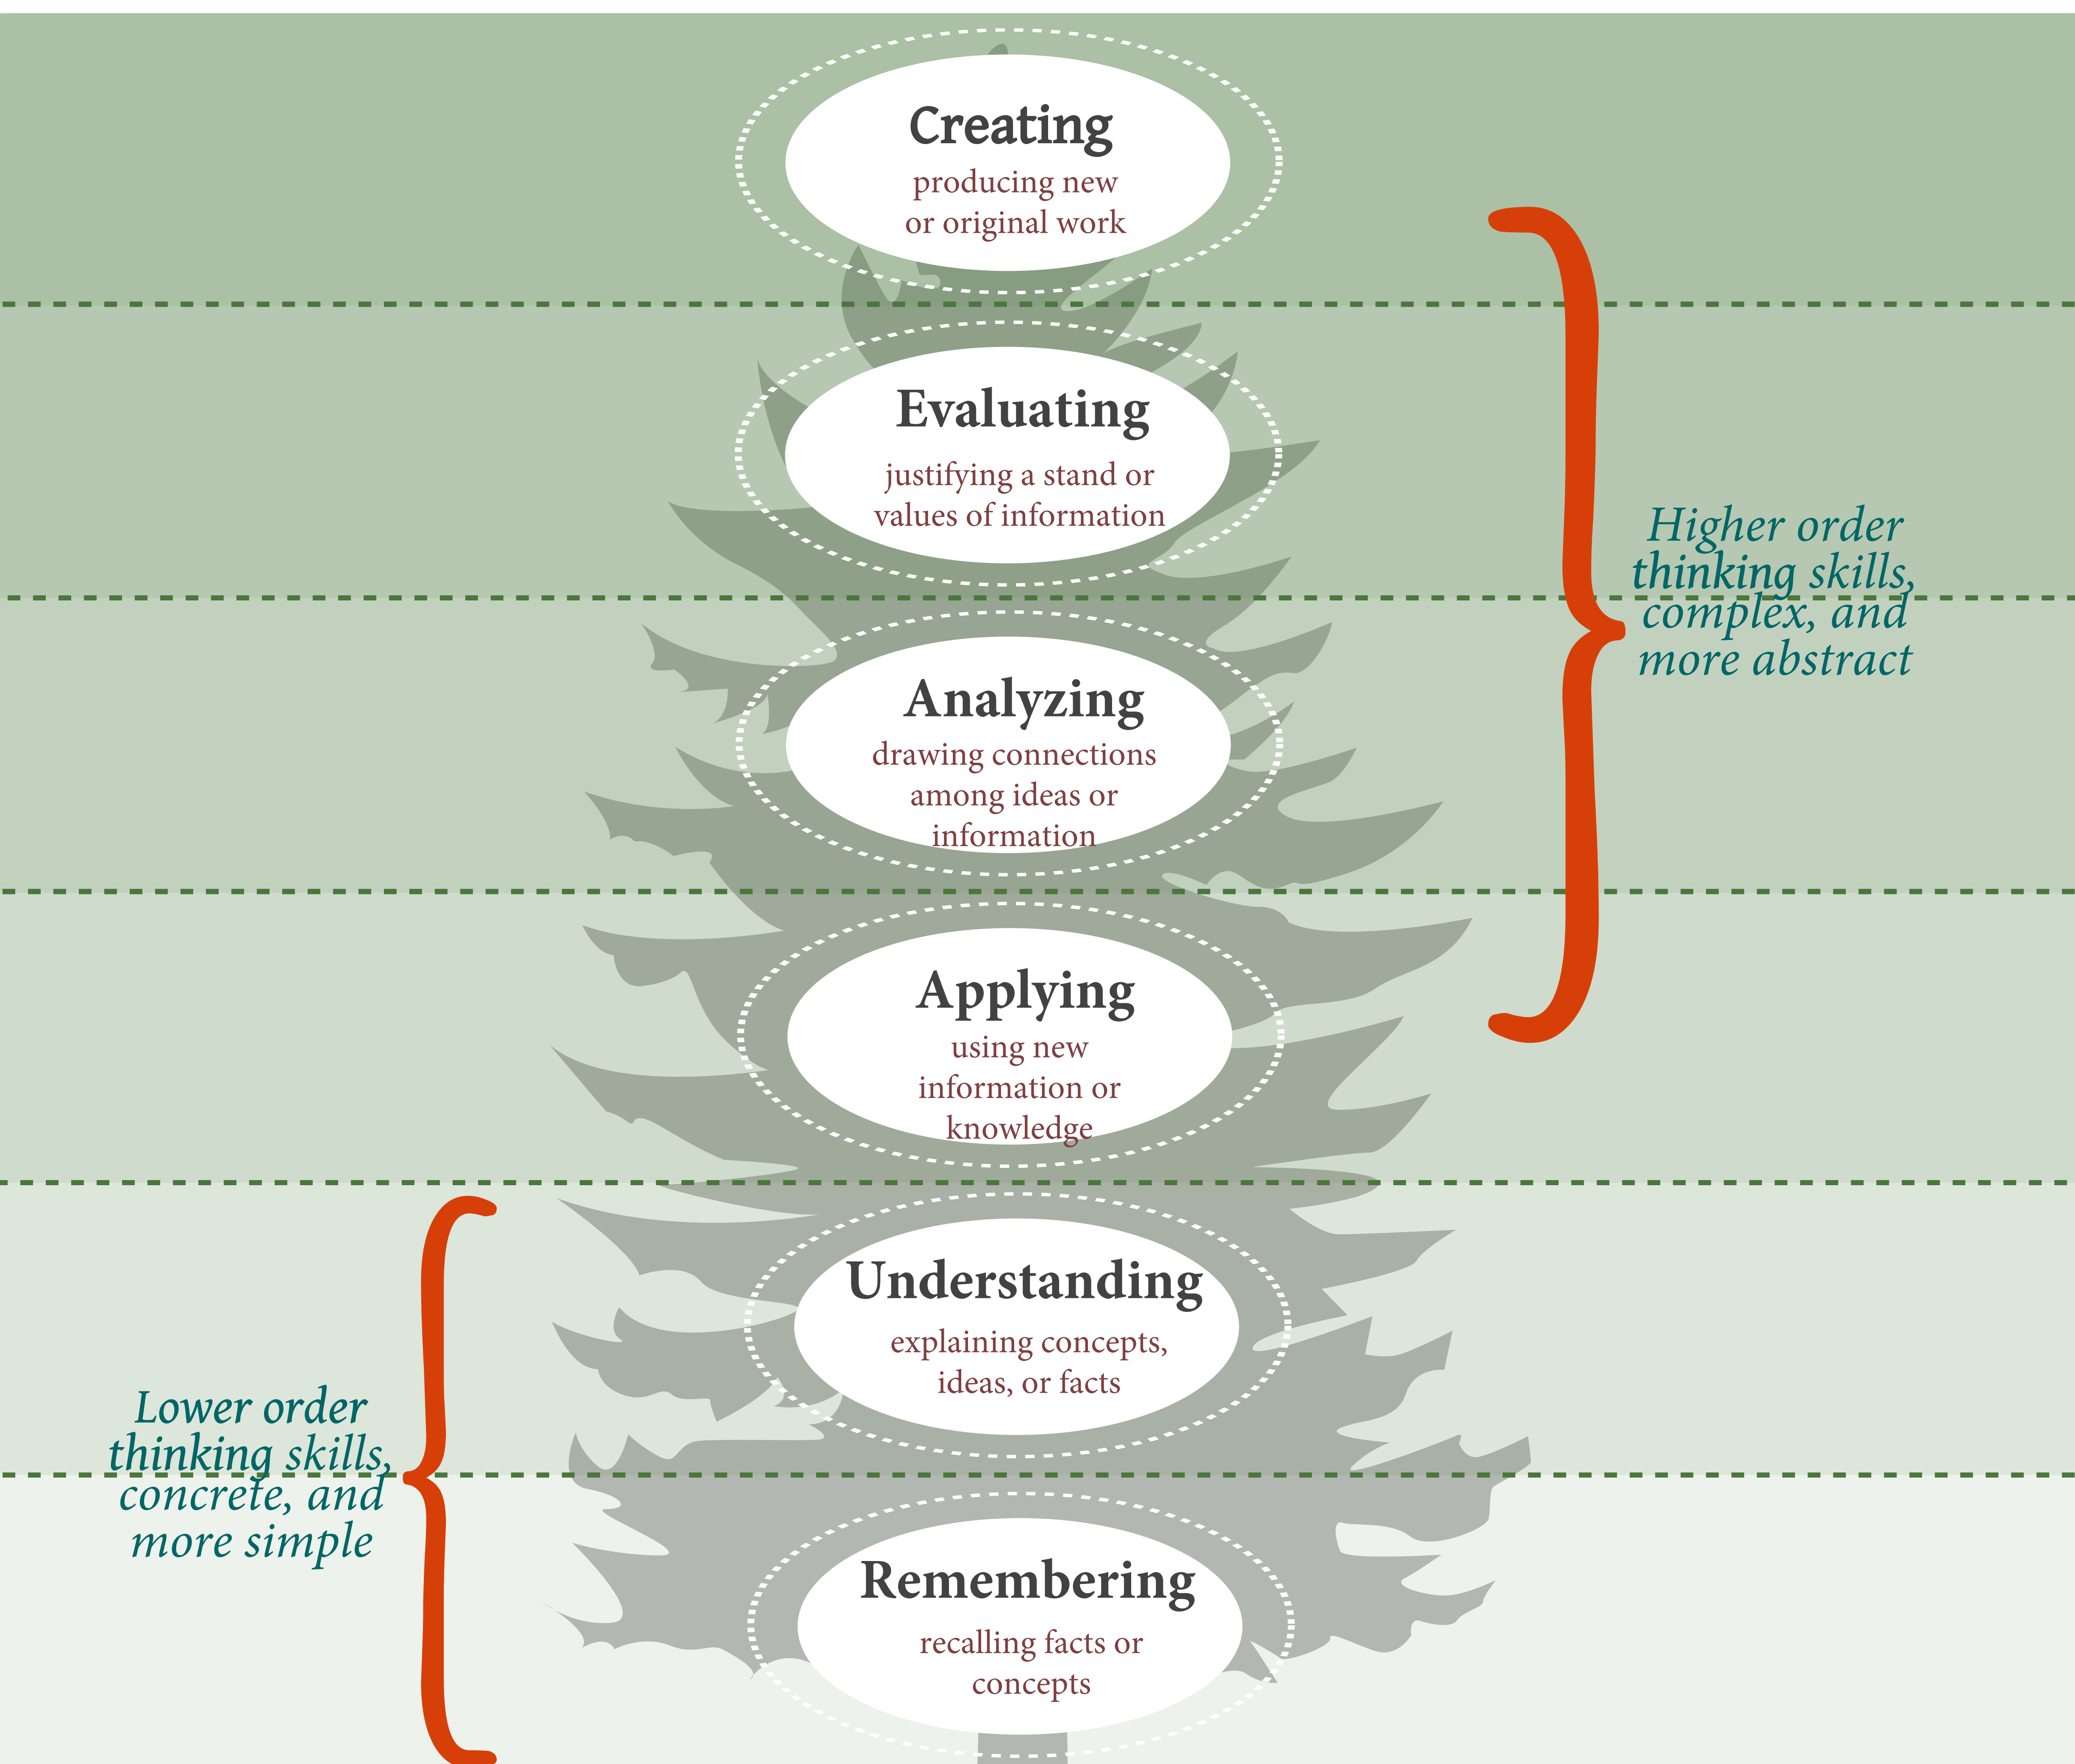 Creating
producing new
or original work
Evaluating
justifying a stand or
values of information
Higher order
thinking skills,
complex, and
more abstract
Analyzing
drawing connections
among ideas or
information
Applying
using new
information or
knowledge
Understanding
explaining concepts,
ideas, or facts
Lower order
thinking skills,
concrete, and
more simple
Remembering
recalling facts or
concepts